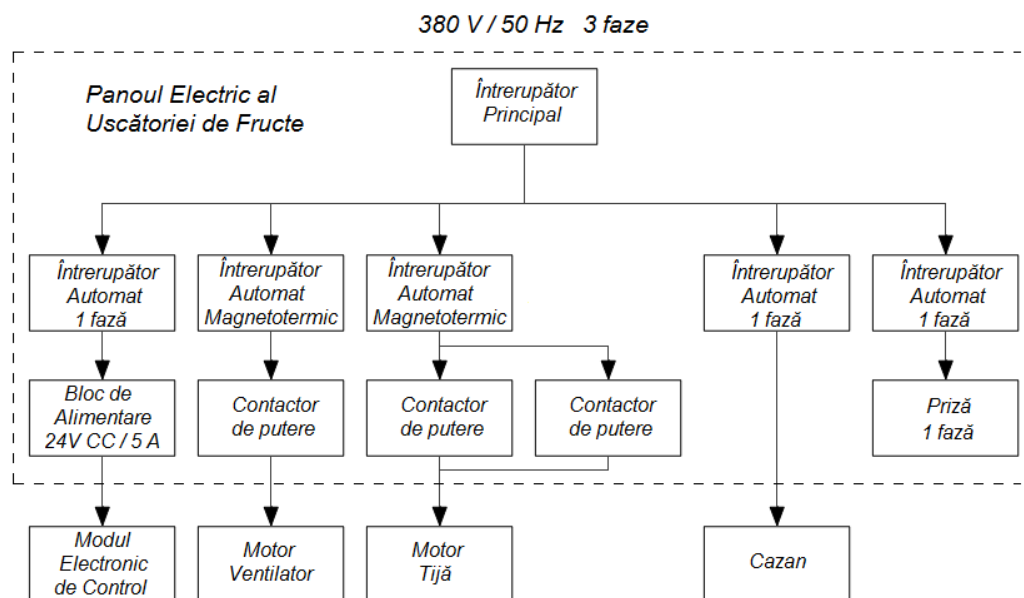 380 V / 50 Hz   3 faze
Panoul Electric al
Uscătoriei de Fructe
Întrerupător
Principal
Întrerupător
Automat
1 fază
Întrerupător
Automat
Magnetotermic
Întrerupător
Automat
Magnetotermic
Întrerupător
Automat
1 fază
Întrerupător
Automat
1 fază
Bloc de
Alimentare
24V CC / 5 A
Contactor
de putere
Contactor
de putere
Contactor
de putere
Priză
1 fază
Modul
Electronic
de Control
Motor
Ventilator
Motor
Tijă
Cazan